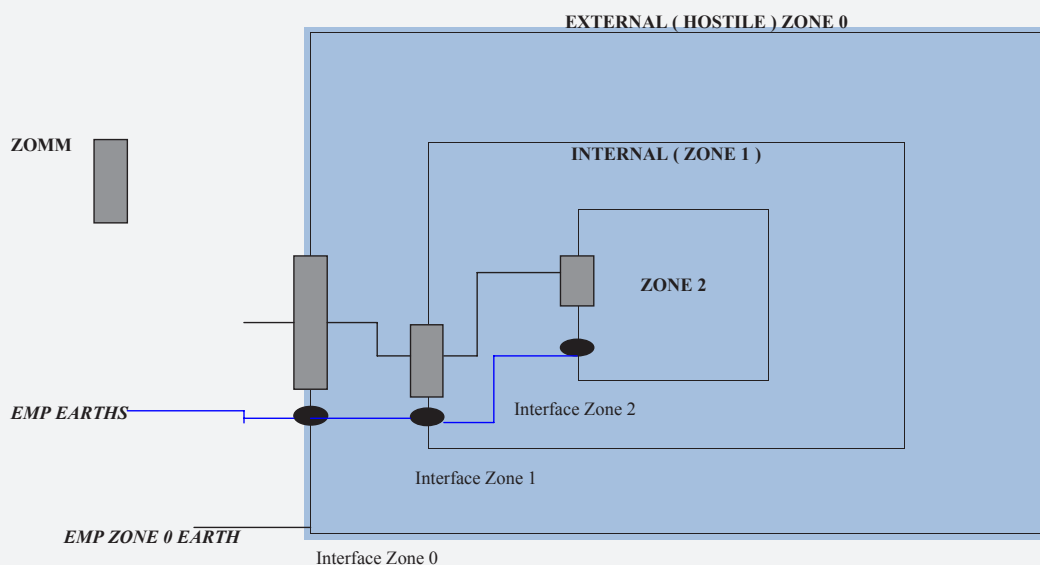 EXTERNAL ( HOSTILE ) ZONE 0
ZOMM
INTERNAL ( ZONE 1 )
ZONE 2
EMP EARTHS
Interface Zone 2
Interface Zone 1
EMP ZONE 0 EARTH
Interface Zone 0